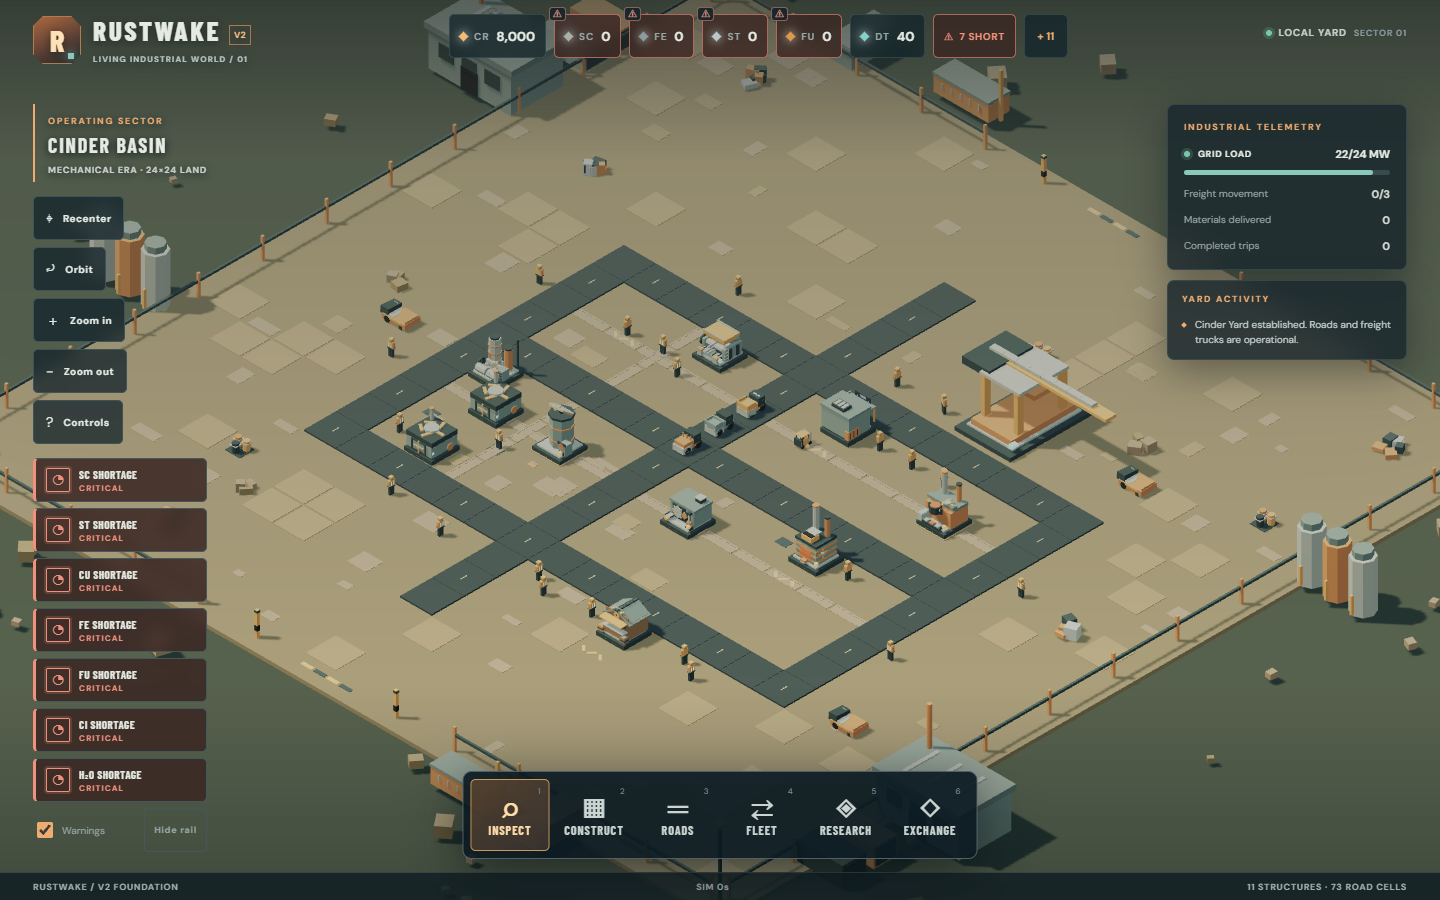 R
RUSTWAKE V2
LIVING INDUSTRIAL WORLD / 01
CR 8,000
SC 0
FE 0
ST 0
FU 0
DT 40
7 SHORT
+11
LOCAL YARD SECTOR 01
OPERATING SECTOR
CINDER BASIN
MECHANICAL ERA · 24×24 LAND
Recenter
Orbit
+ Zoom in
− Zoom out
? Controls
SC SHORTAGE
CRITICAL
ST SHORTAGE
CRITICAL
CU SHORTAGE
CRITICAL
FE SHORTAGE
CRITICAL
FU SHORTAGE
CRITICAL
CI SHORTAGE
CRITICAL
H₂O SHORTAGE
CRITICAL
Warnings
Hide rail
INDUSTRIAL TELEMETRY
GRID LOAD 22/24 MW
Freight movement 0/3
Materials delivered 0
Completed trips 0
YARD ACTIVITY
Cinder Yard established. Roads and freight
trucks are operational.
1
INSPECT
2
CONSTRUCT
3
ROADS
4
FLEET
5
RESEARCH
6
EXCHANGE
RUSTWAKE / V2 FOUNDATION
SIM 0s
11 STRUCTURES · 73 ROAD CELLS